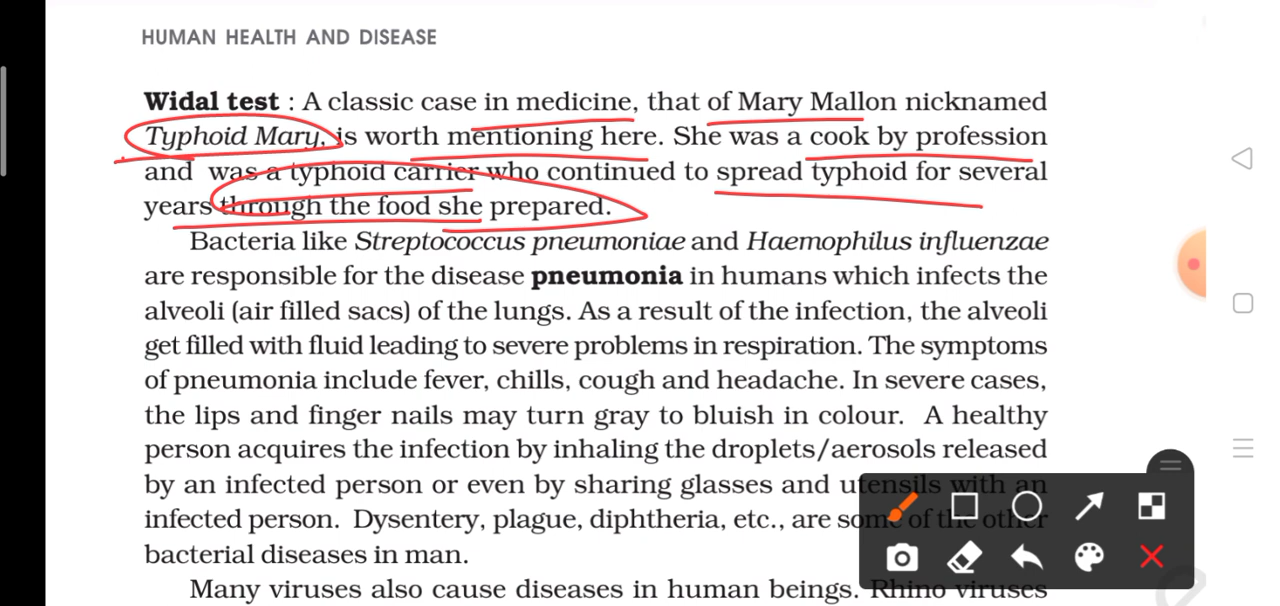 HUMAN HEALTH AND DISEASE
Widal test : A classic case in medicine, that of Mary Mallon nicknamed
Typhoid Mary, is worth mentioning here. She was a cook by profession
and was a typhoid carrier who continued to spread typhoid for several
years through the food she prepared.
Bacteria like Streptococcus pneumoniae and Haemophilus influenzae
are responsible for the disease pneumonia in humans which infects the
alveoli (air filled sacs) of the lungs. As a result of the infection, the alveoli
get filled with fluid leading to severe problems in respiration. The symptoms
of pneumonia include fever, chills, cough and headache. In severe cases,
the lips and finger nails may turn gray to bluish in colour. A healthy
person acquires the infection by inhaling the droplets/aerosols released
by an infected person or even by sharing glasses and utensils with an
infected person. Dysentery, plague, diphtheria, etc., are some of the other
bacterial diseases in man.
Many viruses also cause diseases in human beings. Rhino viruses